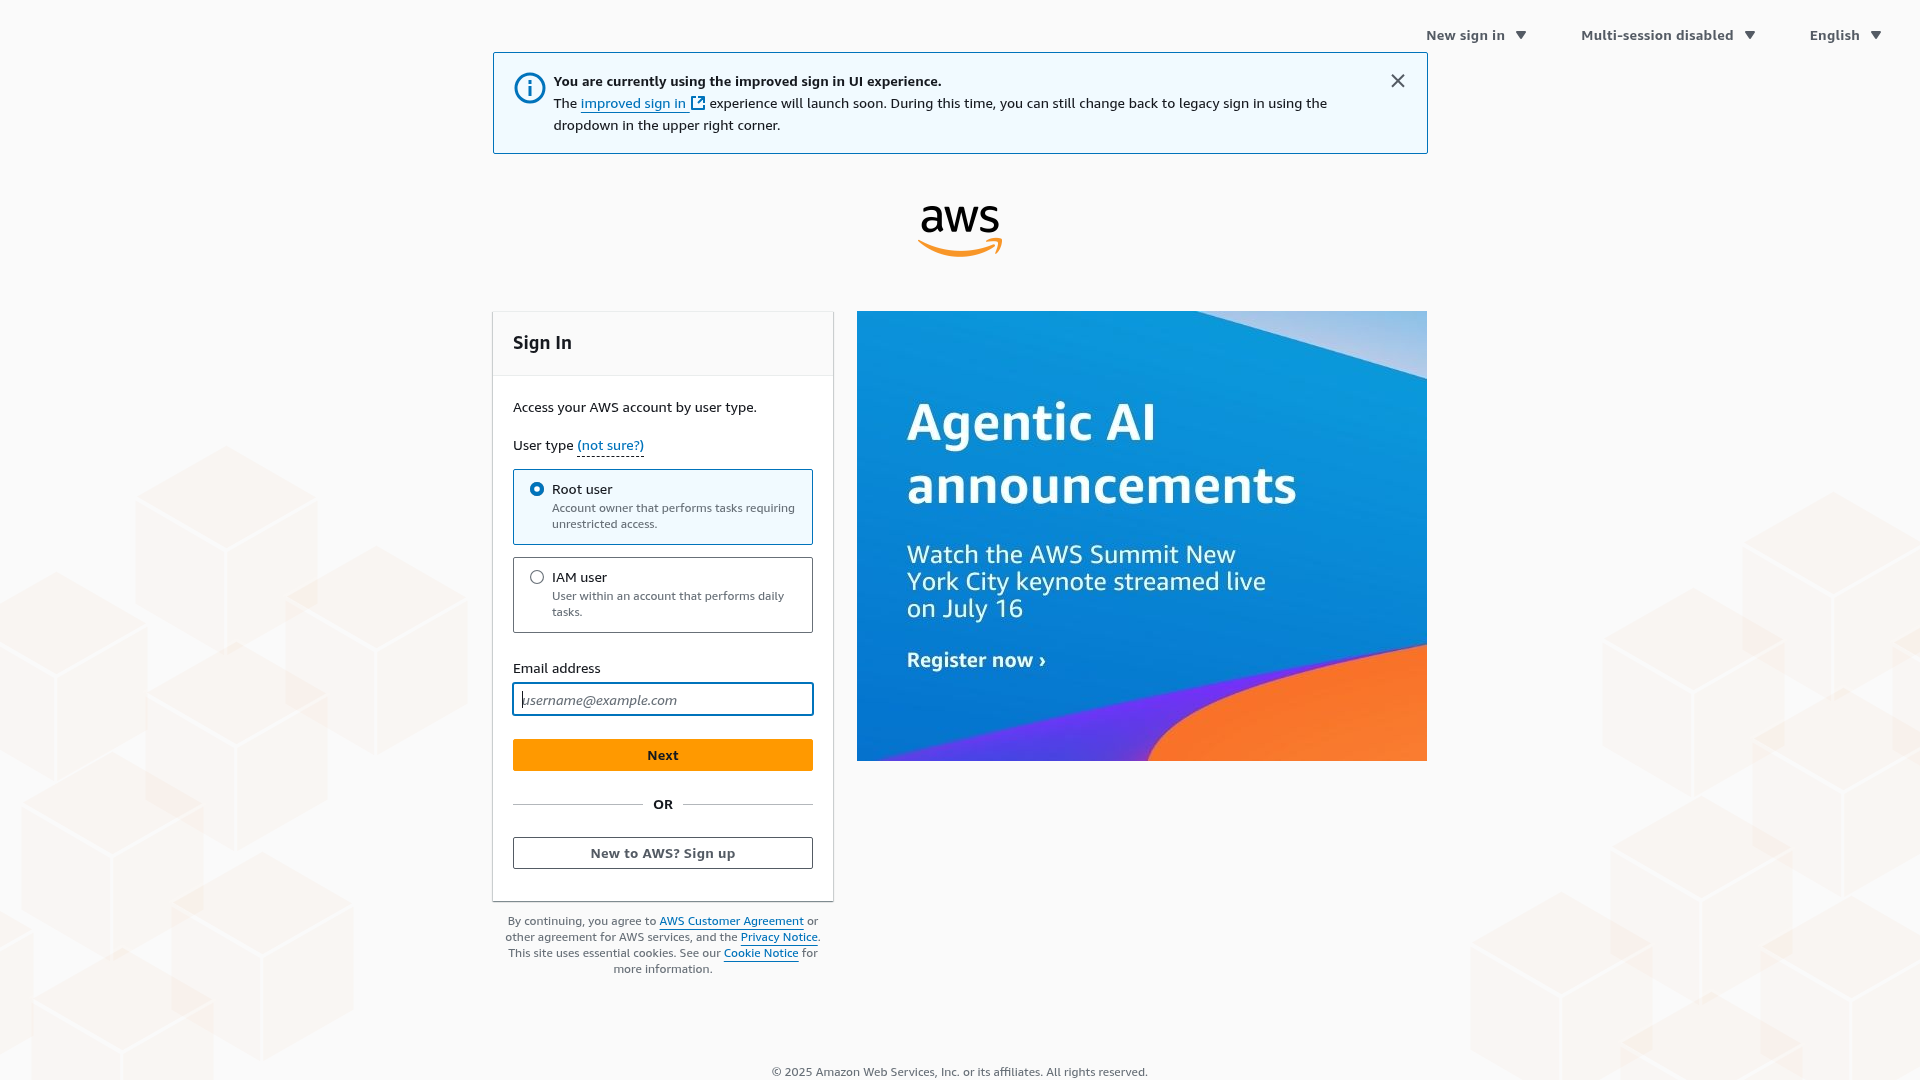 New sign in
Multi-session disabled
English
You are currently using the improved sign in UI experience.
The improved sign in experience will launch soon. During this time, you can still change back to legacy sign in using the
dropdown in the upper right corner.
aws
Sign In
Access your AWS account by user type.
User type (not sure?)
Root user
Account owner that performs tasks requiring
unrestricted access.
IAM user
User within an account that performs daily
tasks.
Email address
username@example.com
Next
OR
New to AWS? Sign up
By continuing, you agree to AWS Customer Agreement or
other agreement for AWS services, and the Privacy Notice.
This site uses essential cookies. See our Cookie Notice for
more information.
Agentic AI
announcements
Watch the AWS Summit New
York City keynote streamed live
on July 16
Register now ›
© 2025 Amazon Web Services, Inc. or its affiliates. All rights reserved.